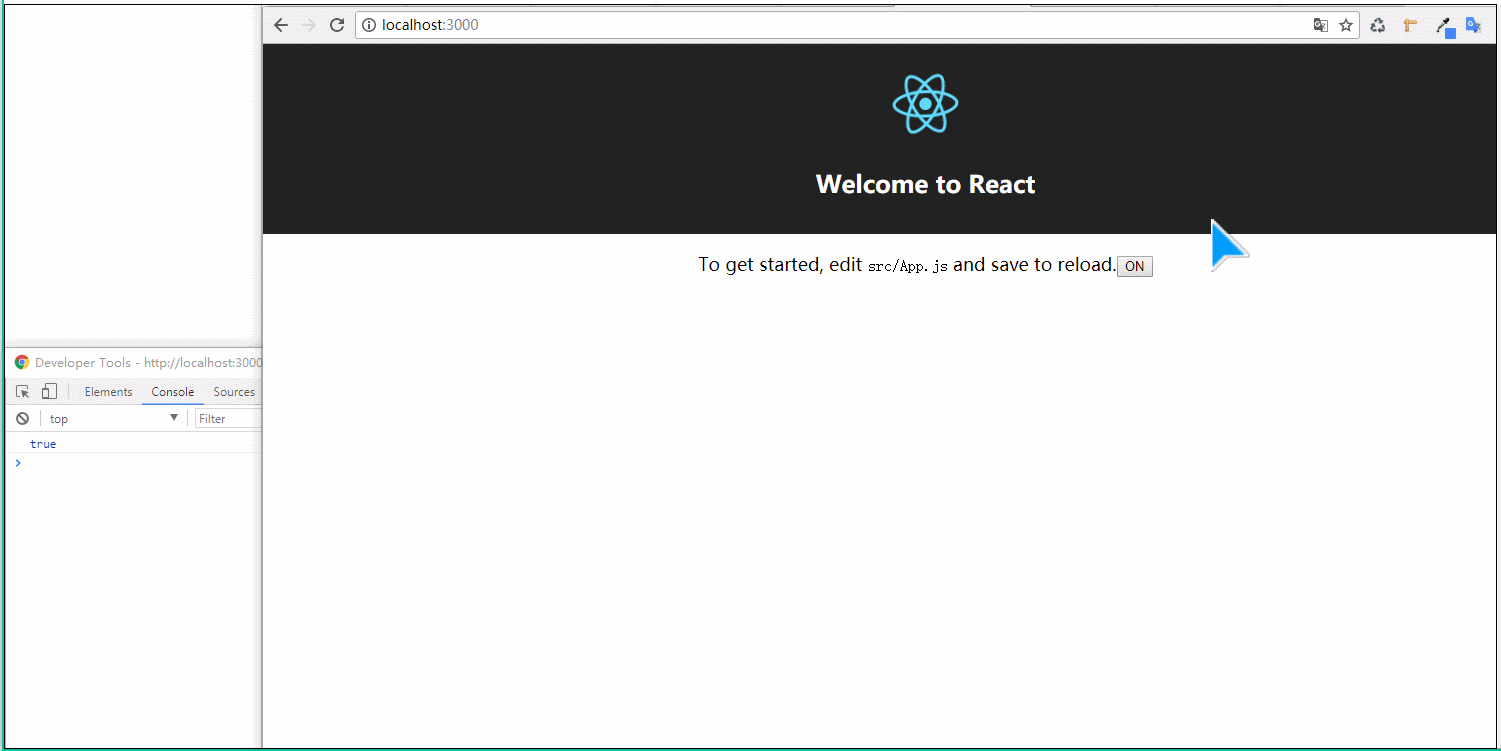 localhost:3000
Welcome to React
To get started, edit src/App.js and save to reload. ON
Developer Tools - http://localhost:3000
Elements Console Sources
top Filter
true